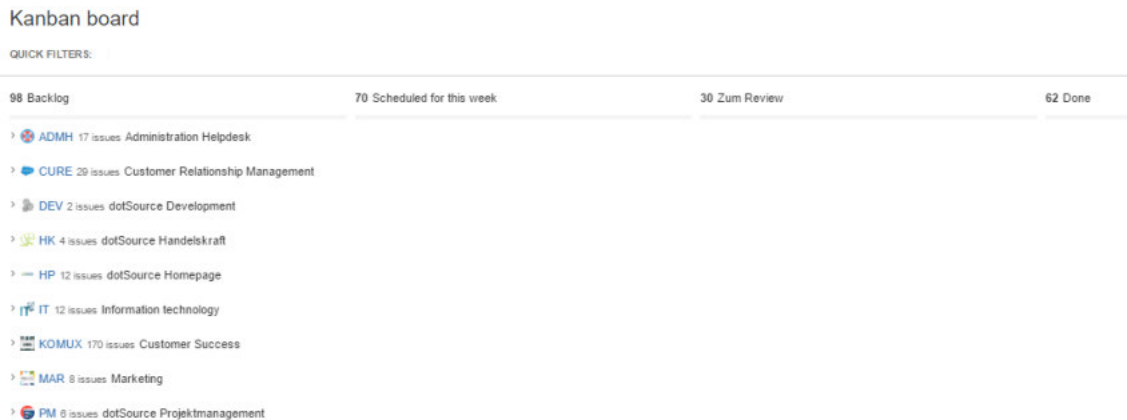 Kanban board
QUICK FILTERS:
98 Backlog 70 Scheduled for this week 30 Zum Review 62 Done
ADMH 17 issues Administration Helpdesk
CURE 29 issues Customer Relationship Management
DEV 2 issues dotSource Development
HK 4 issues dotSource Handelskraft
HP 12 issues dotSource Homepage
IT IT 12 issues Information technology
KOMUX 170 issues Customer Success
MAR 8 issues Marketing
PM 6 issues dotSource Projektmanagement